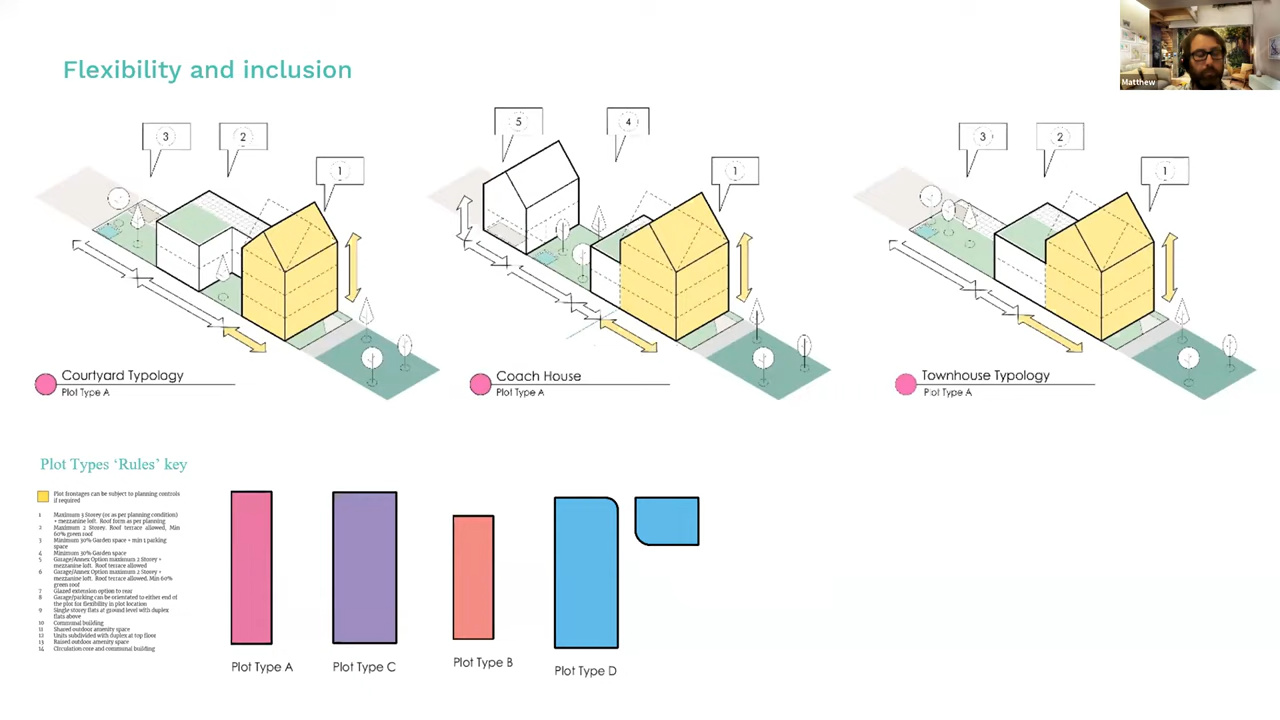 Matthew
Flexibility and inclusion
3
2
1
5
4
1
3
2
1
Courtyard Typology
Plot Type A
Coach House
Plot Type A
Townhouse Typology
Plot Type A
Plot Types ‘Rules’ key
Plot frontages can be subject to planning controls
if required
1 Maximum 3 Storey (or as per planning condition)
+ mezzanine loft. Roof form as per planning
2 Maximum 2 Storey. Roof terrace allowed, Min
60% green roof
3 Minimum 30% Garden space + min 1 parking
space
4 Minimum 30% Garden space
5 Garage/Annex Option maximum 2 Storey +
mezzanine loft. Roof terrace allowed
6 Garage/Annex Option maximum 2 Storey +
mezzanine loft. Roof terrace allowed. Min 60%
green roof
7 Glazed extension option to rear
8 Garage/parking can be orientated to either end of
the plot for flexibility in plot location
9 Single storey flats at ground level with duplex
flats above
10 Communal building
11 Shared outdoor amenity space
12 Units subdivided with duplex at top floor
13 Raised outdoor amenity space
14 Circulation core and communal building
Plot Type A
Plot Type C
Plot Type B
Plot Type D